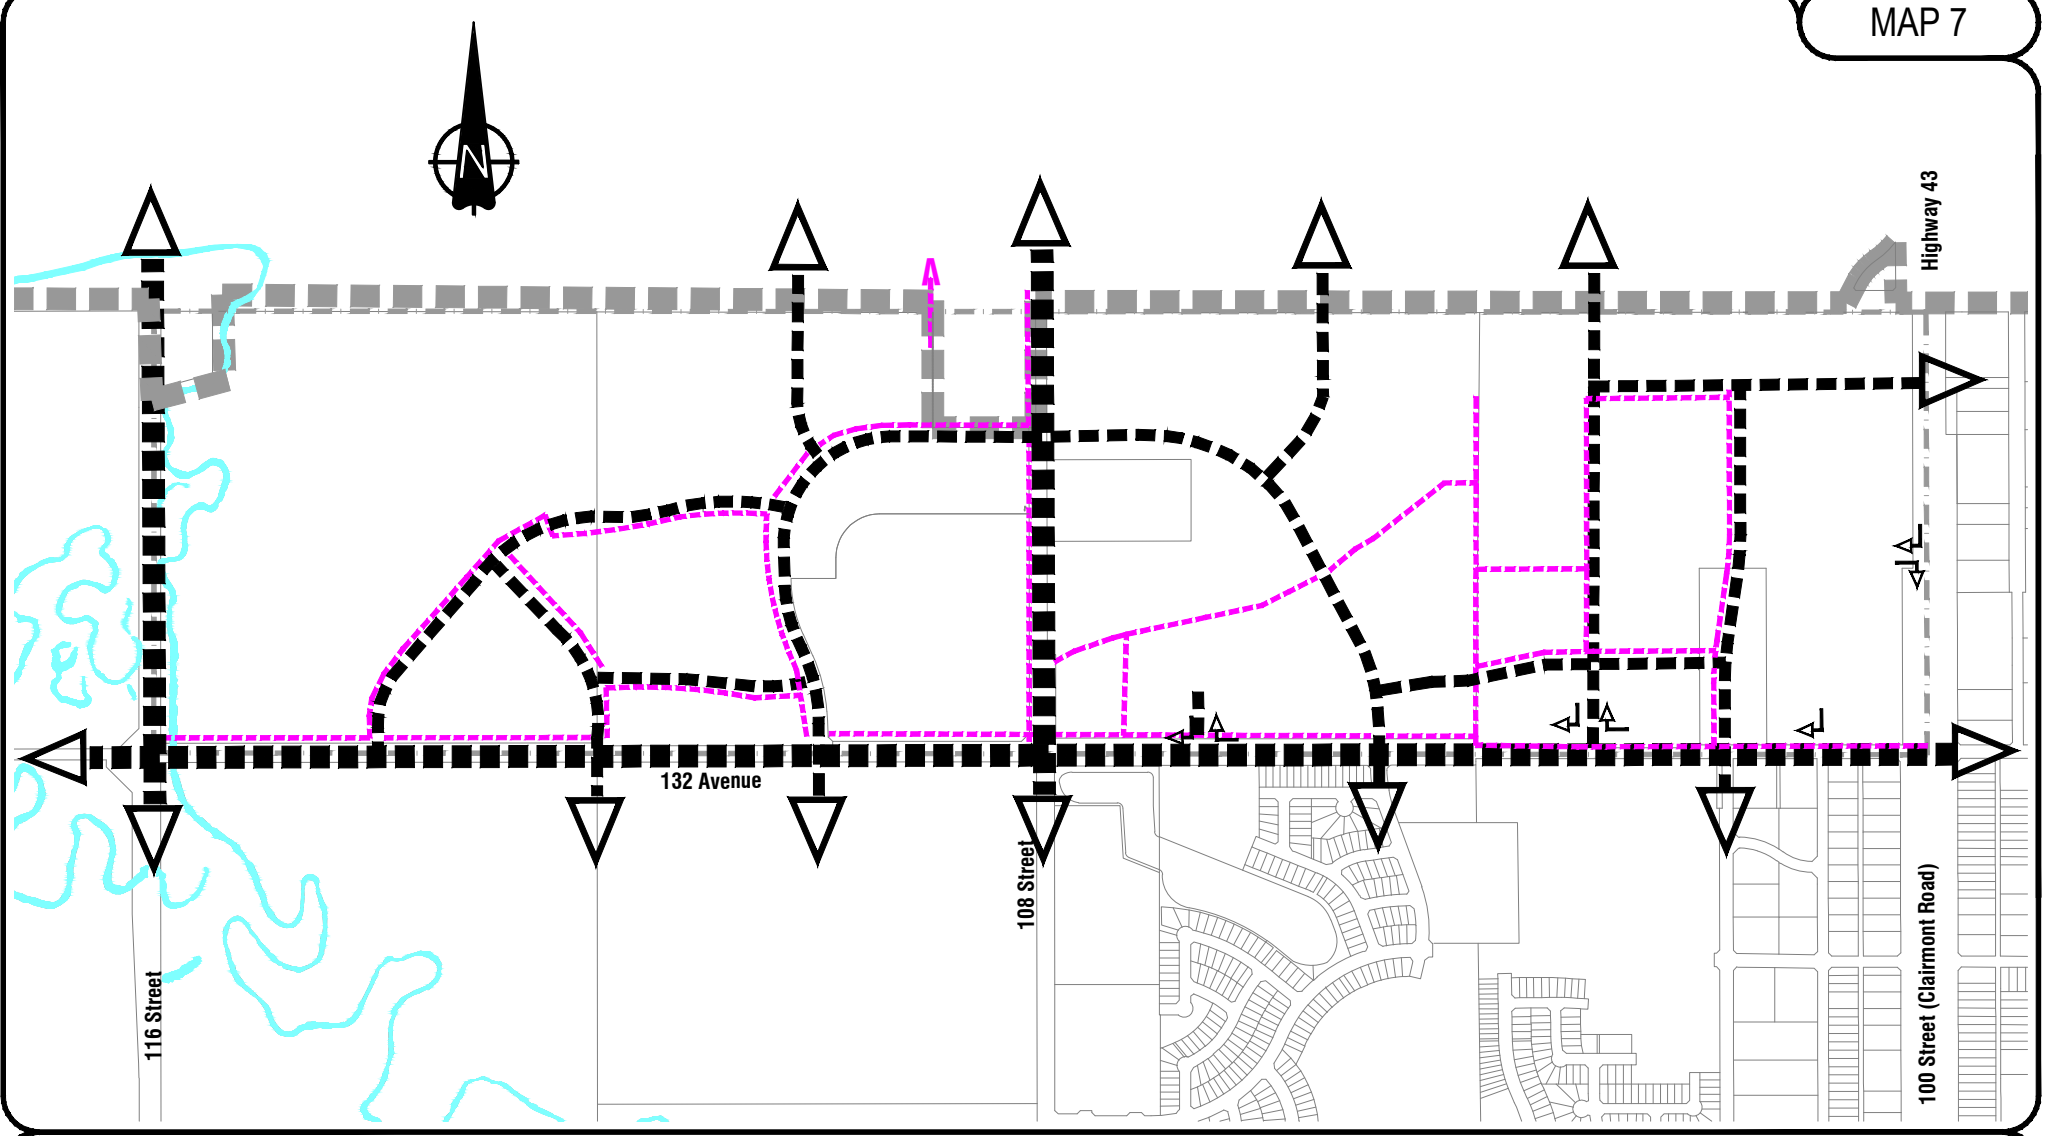 MAP 7
N
Highway 43
132 Avenue
108 Street
116 Street
100 Street (Clairmont Road)